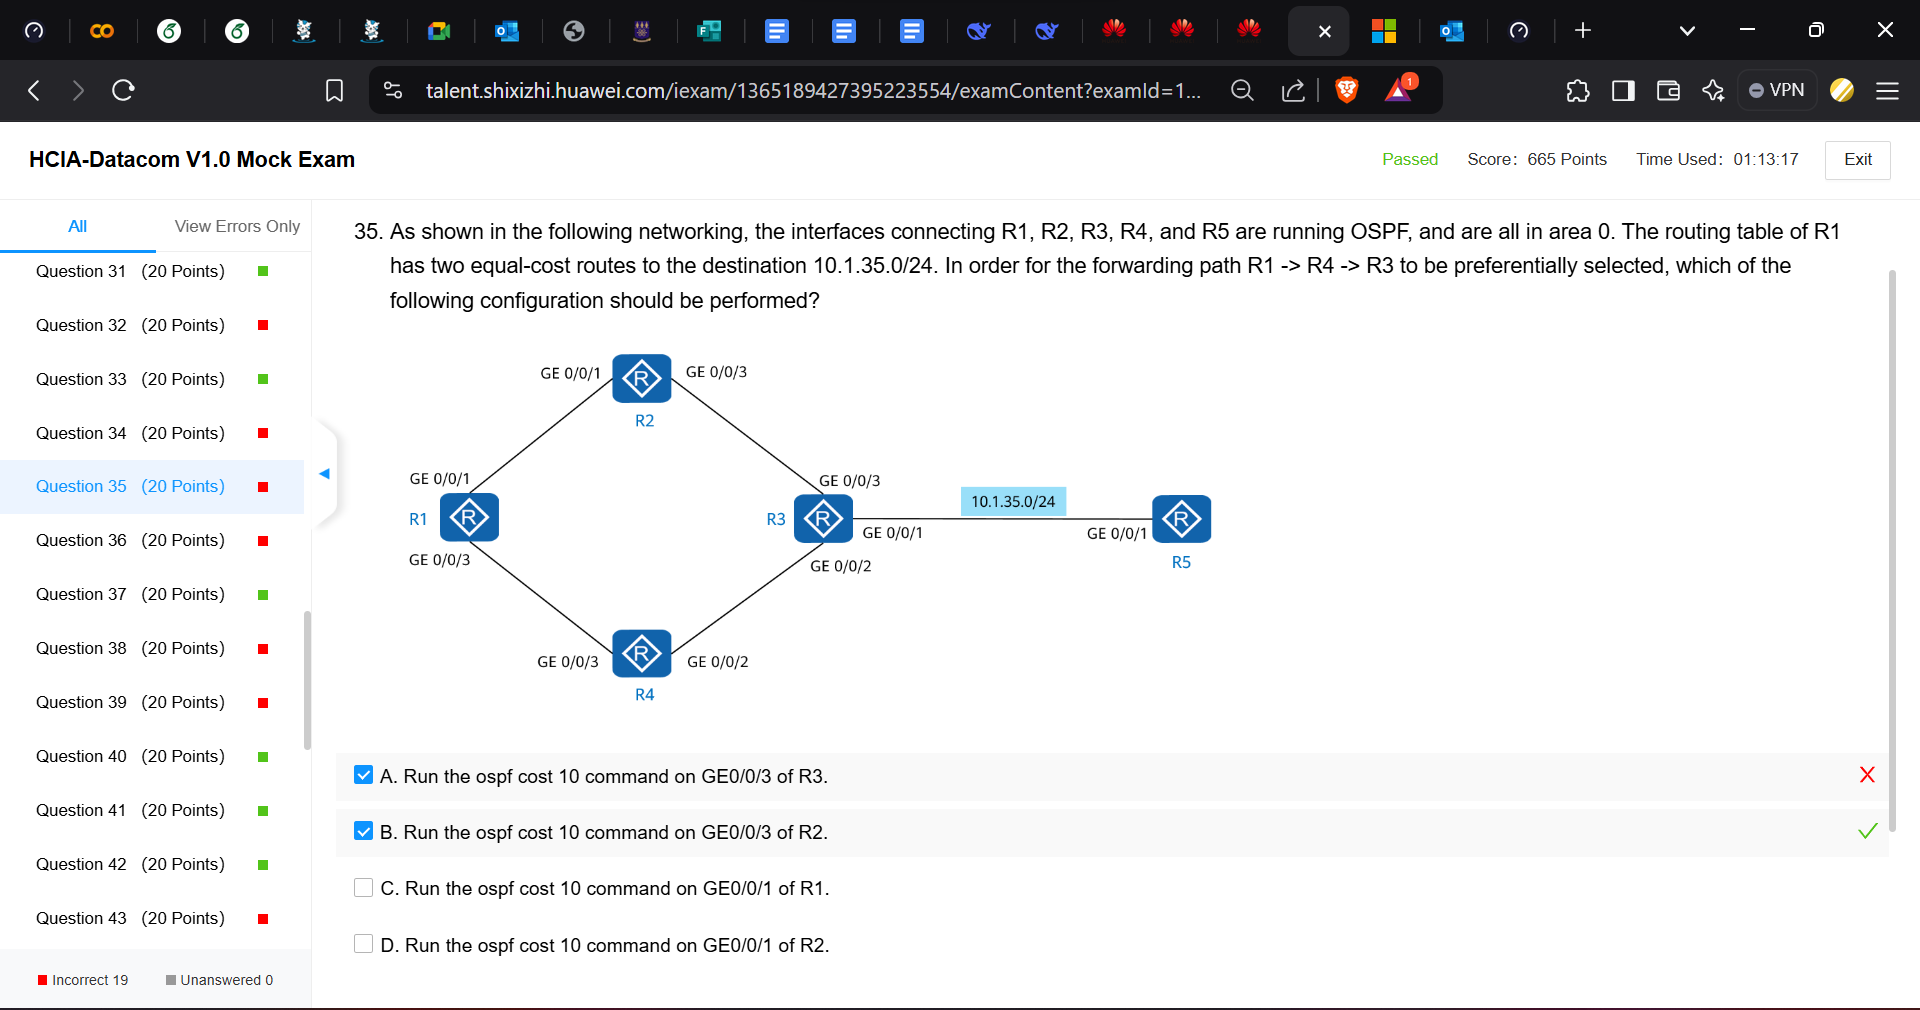 talent.shixizhi.huawei.com/iexam/1365189427395223554/examContent?examId=1...
1
VPN
HCIA-Datacom V1.0 Mock Exam
Passed
Score: 665 Points
Time Used: 01:13:17
Exit
All
View Errors Only
Question 31 (20 Points)
Question 32 (20 Points)
Question 33 (20 Points)
Question 34 (20 Points)
Question 35 (20 Points)
Question 36 (20 Points)
Question 37 (20 Points)
Question 38 (20 Points)
Question 39 (20 Points)
Question 40 (20 Points)
Question 41 (20 Points)
Question 42 (20 Points)
Question 43 (20 Points)
Incorrect 19
Unanswered 0
35. As shown in the following networking, the interfaces connecting R1, R2, R3, R4, and R5 are running OSPF, and are all in area 0. The routing table of R1
has two equal-cost routes to the destination 10.1.35.0/24. In order for the forwarding path R1 -> R4 -> R3 to be preferentially selected, which of the
following configuration should be performed?
GE 0/0/1
R
GE 0/0/3
R2
GE 0/0/1
R1
R
GE 0/0/3
GE 0/0/3
R3
R
GE 0/0/1
GE 0/0/2
10.1.35.0/24
GE 0/0/1
R
R5
GE 0/0/3
R
GE 0/0/2
R4
A. Run the ospf cost 10 command on GE0/0/3 of R3.
B. Run the ospf cost 10 command on GE0/0/3 of R2.
C. Run the ospf cost 10 command on GE0/0/1 of R1.
D. Run the ospf cost 10 command on GE0/0/1 of R2.